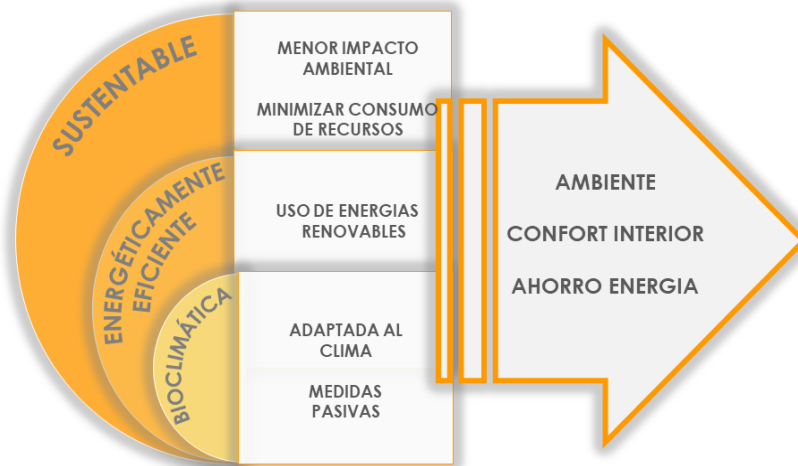 SUSTENTABLE
MENOR IMPACTO
AMBIENTAL
MINIMIZAR CONSUMO
DE RECURSOS
ENERGÉTICAMENTE
EFICIENTE
USO DE ENERGIAS
RENOVABLES
BIOCLIMÁTICA
ADAPTADA AL
CLIMA
MEDIDAS
PASIVAS
AMBIENTE
CONFORT INTERIOR
AHORRO ENERGIA